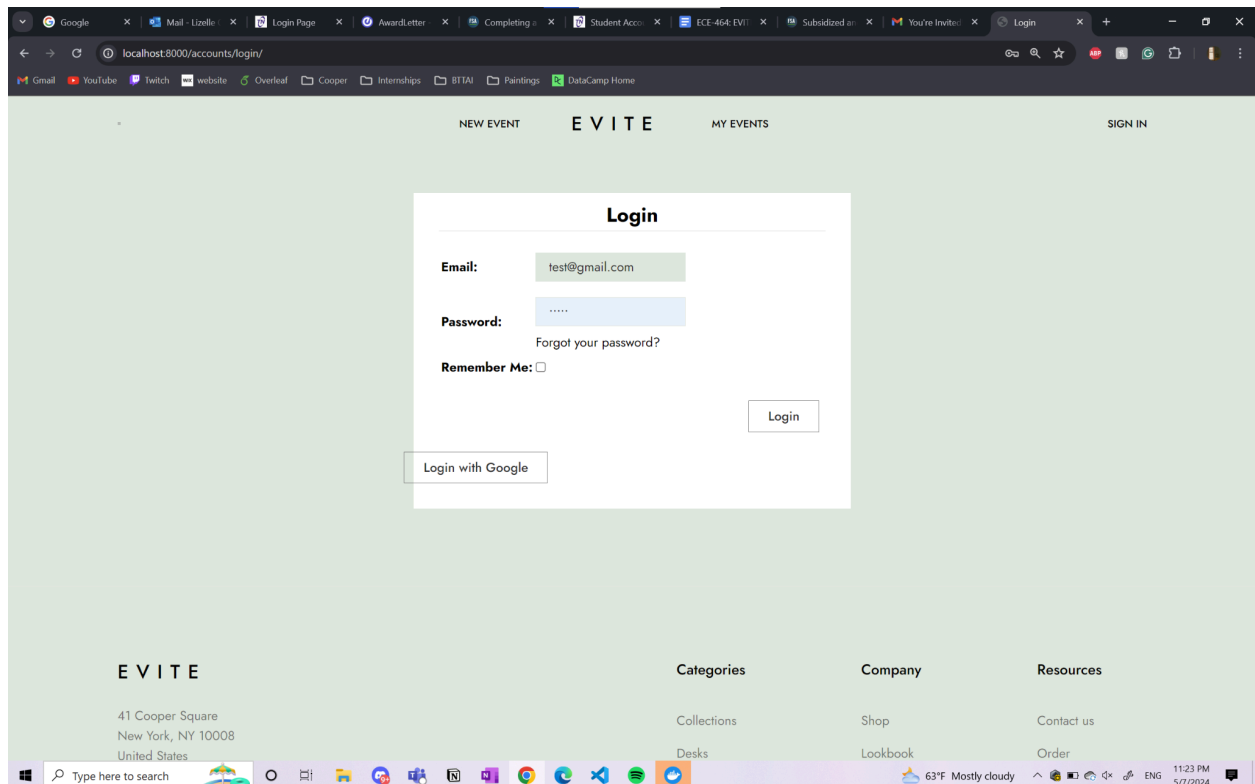 Google
Mail - Lizelle
Login Page
AwardLetter
Completing a
Student Acco
ECE-464: EVIT
Subsidized an
You're Invited
Login
localhost:8000/accounts/login/
ABP
Gmail YouTube Twitch website Overleaf Cooper Internships BTTAI Paintings DataCamp Home
NEW EVENT EVITE MY EVENTS SIGN IN
Login
Email: test@gmail.com
Password: .....
Forgot your password?
Remember Me:
Login
Login with Google
EVITE Categories Company Resources
41 Cooper Square Collections Shop Contact us
New York, NY 10008
United States Desks Lookbook Order
Type here to search 63°F Mostly cloudy ENG 11:23 PM
5/7/2024